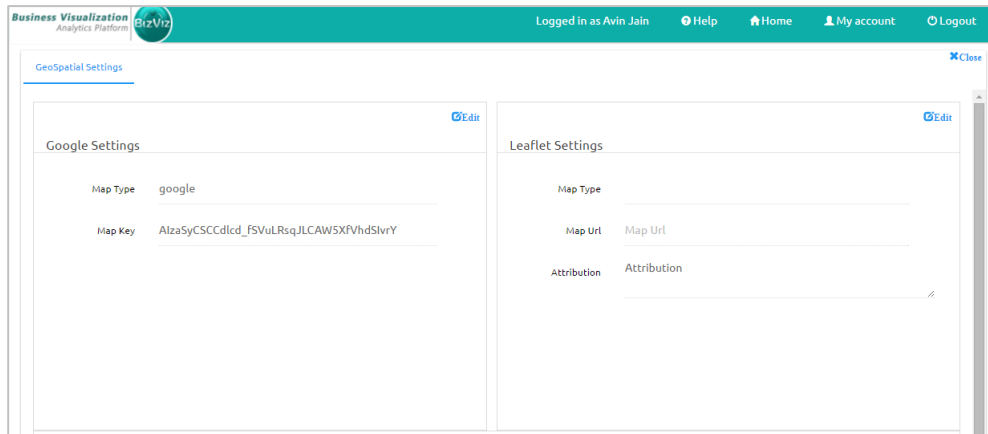 Business Visualization
Analytics Platform
BizViz
Logged in as Avin Jain
Help
Home
My account
Logout
GeoSpatial Settings
Close
Edit
Google Settings
Map Type
google
Map Key
AIzaSyCSCCdlcd_fSVuLRsqJLCAW5XfVhdSIvrY
Edit
Leaflet Settings
Map Type
Map Url
Map Url
Attribution
Attribution